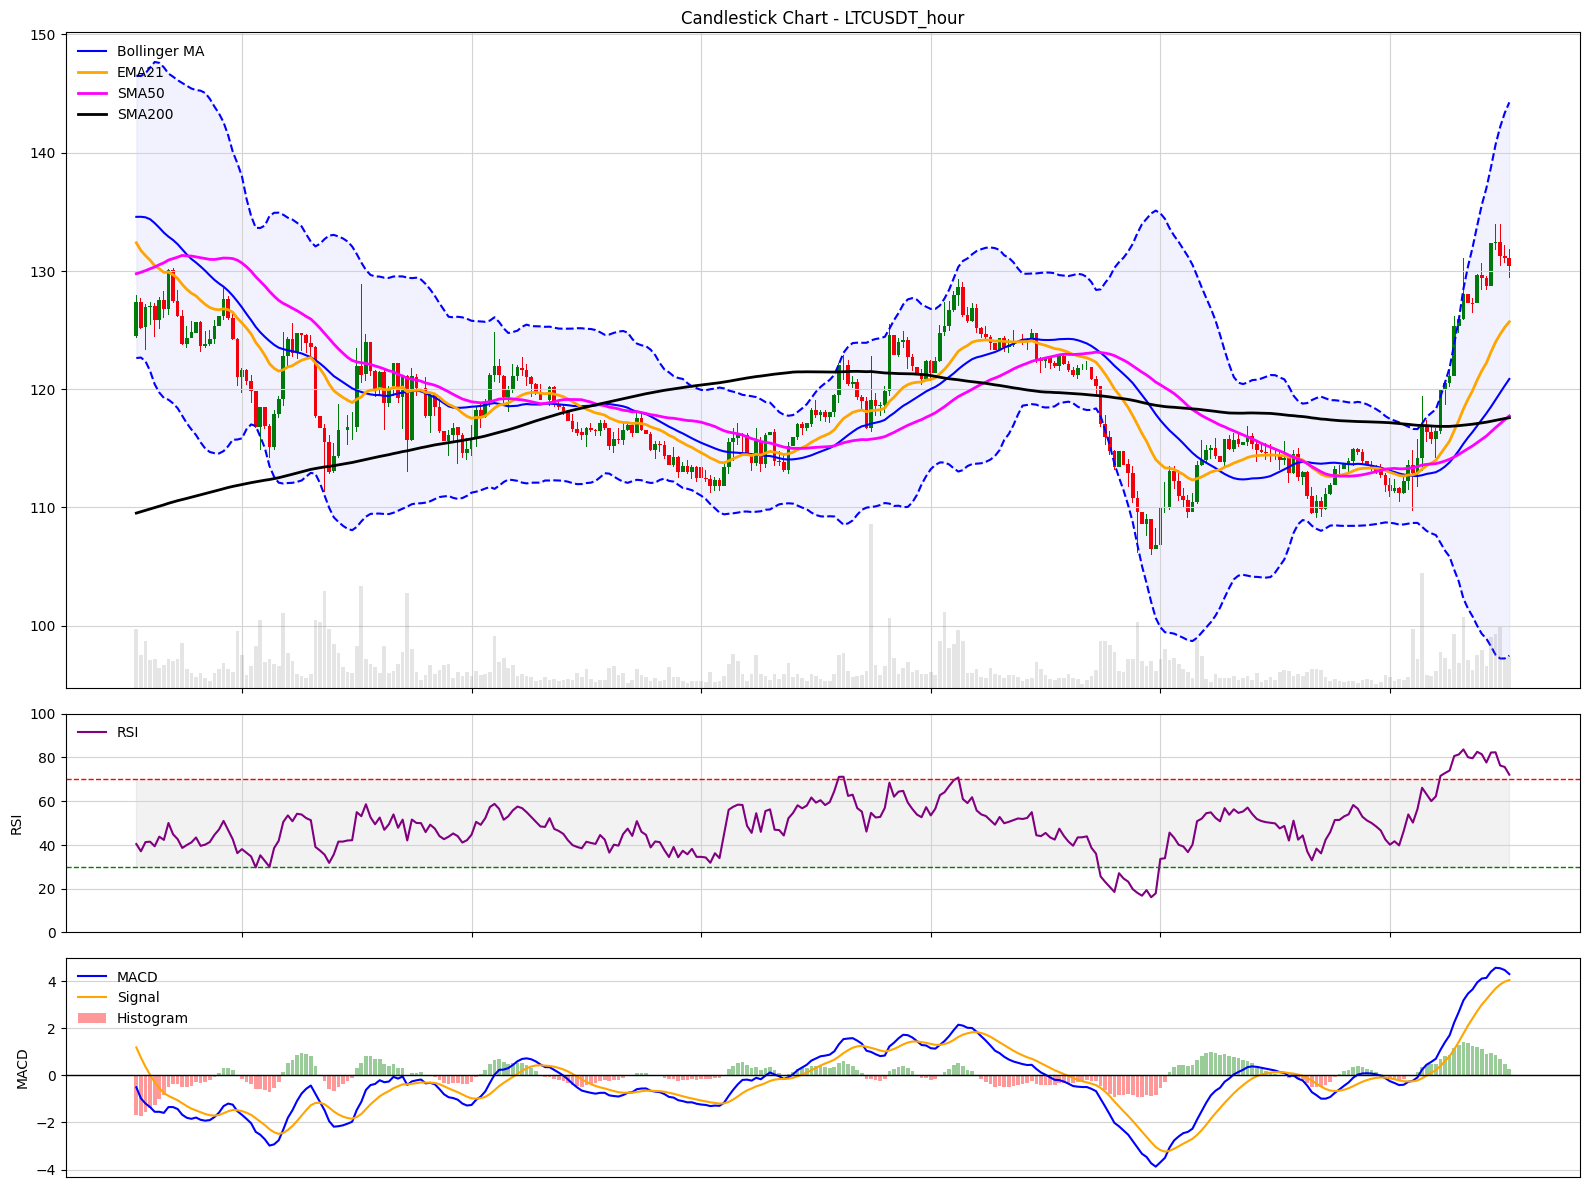 Candlestick Chart - LTCUSDT_hour
150
140
130
120
110
100
Bollinger MA
EMA21
SMA50
SMA200
100
80
60
40
20
0
RSI
RSI
4
2
0
−2
−4
MACD
MACD
Signal
Histogram